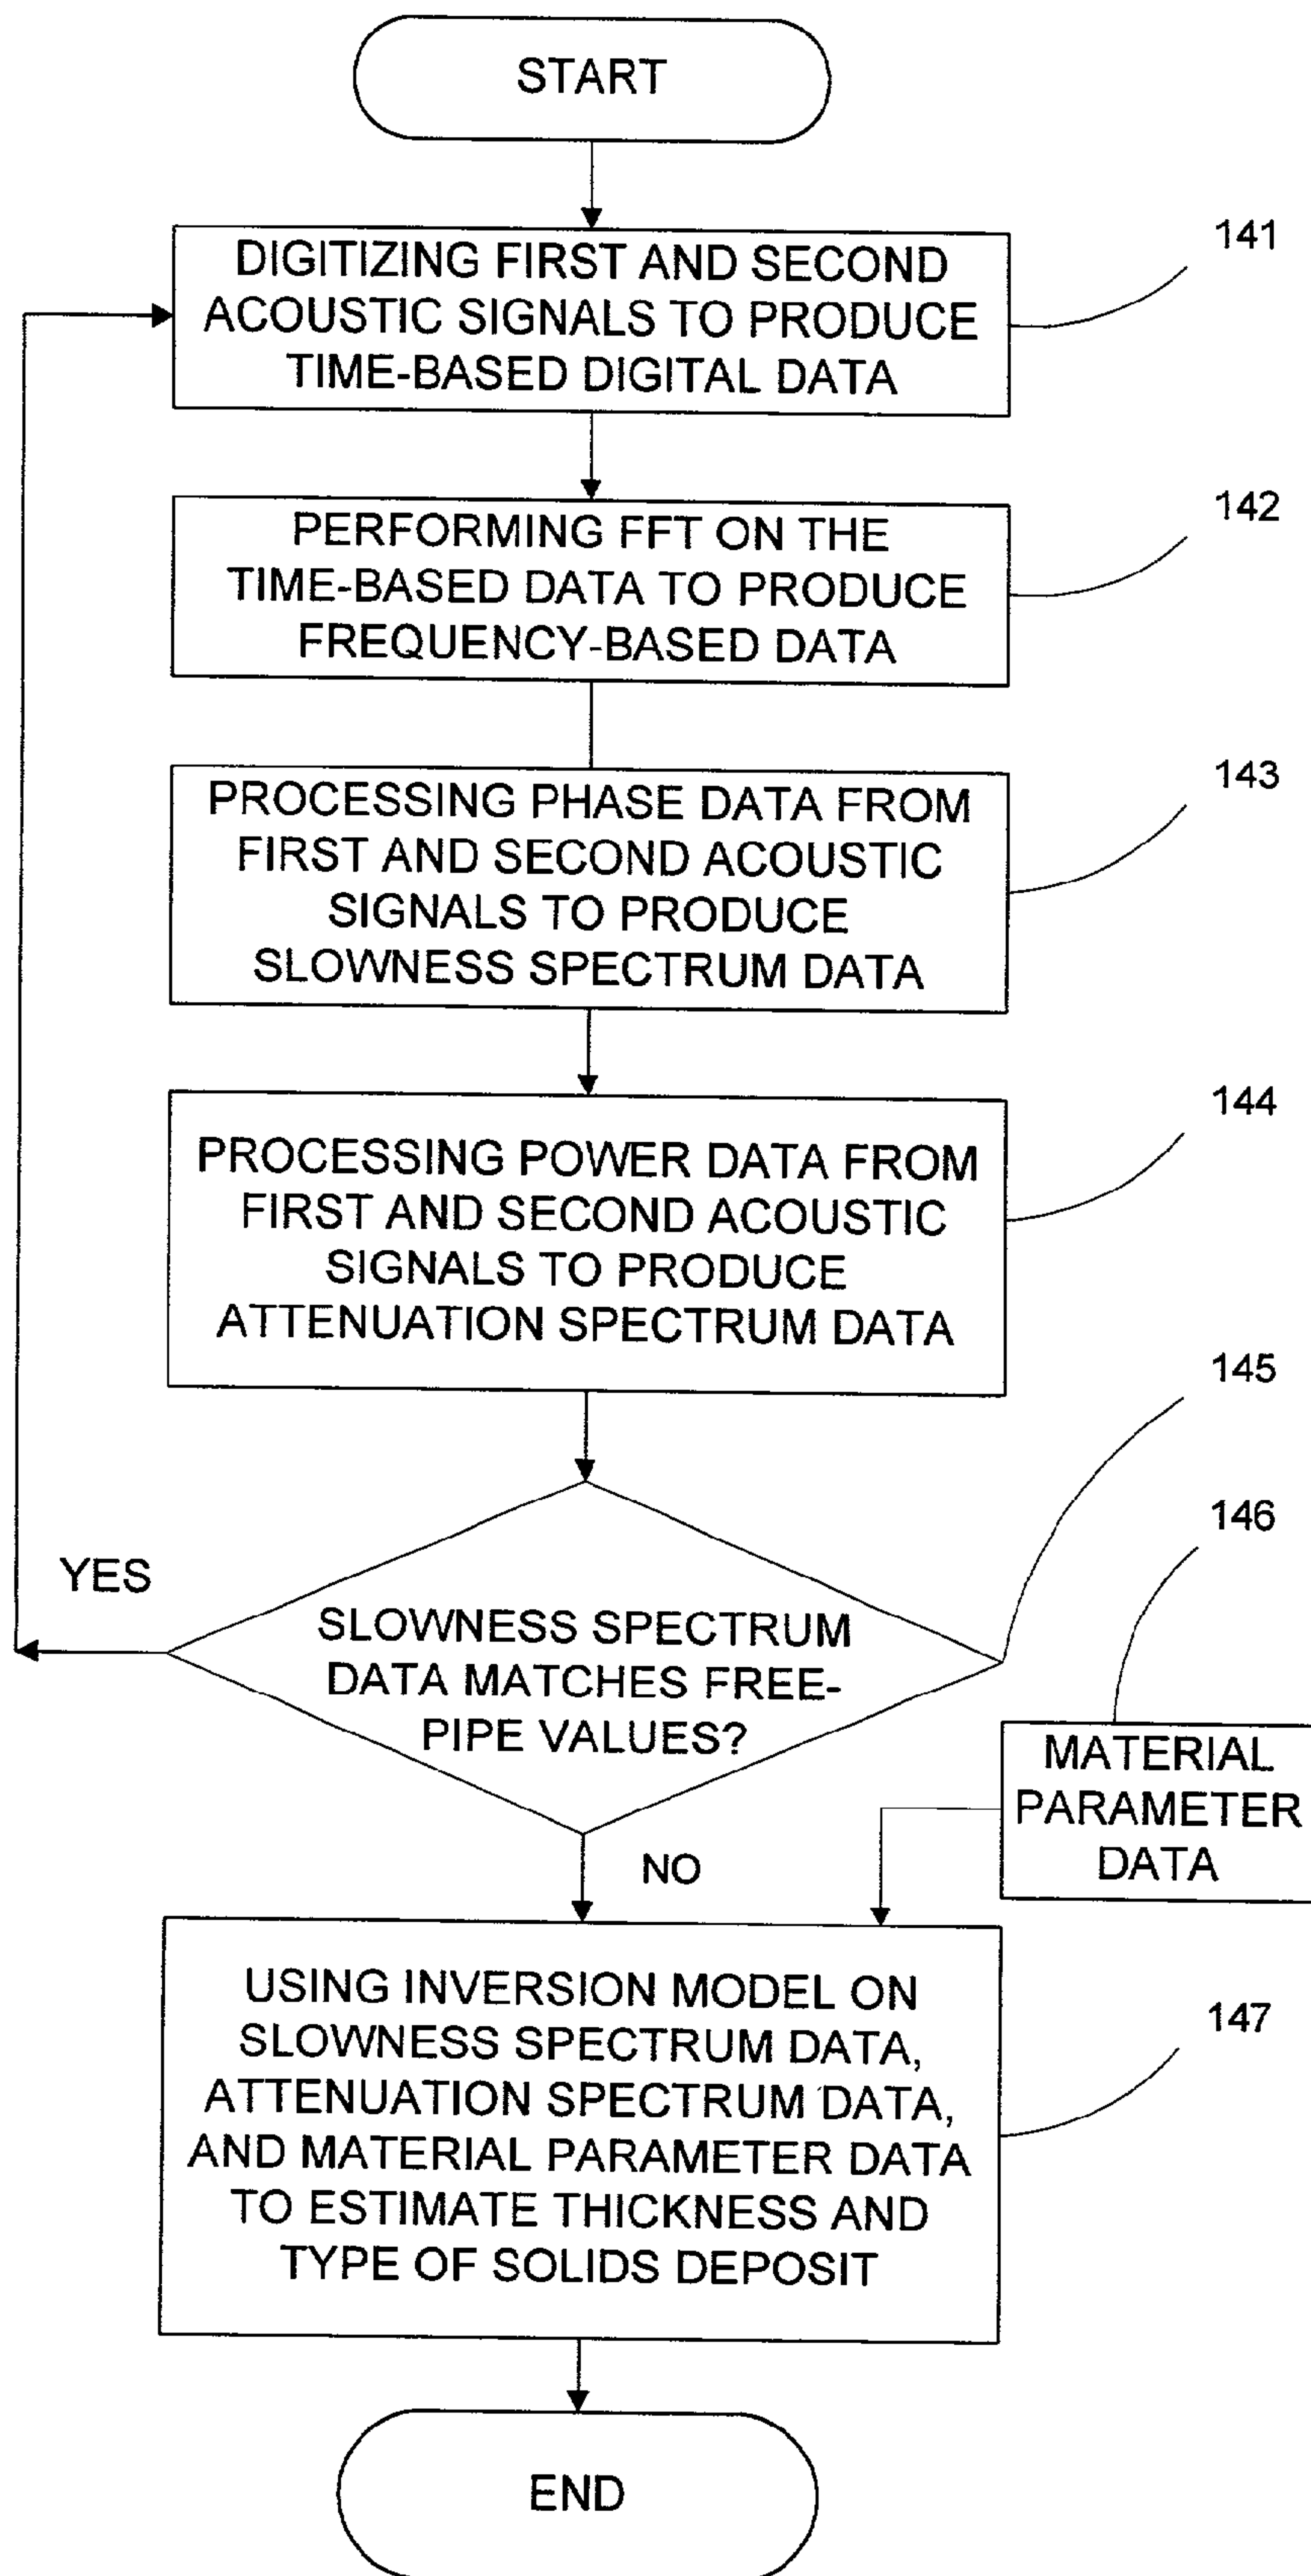 START
DIGITIZING FIRST AND SECOND
ACOUSTIC SIGNALS TO PRODUCE
TIME-BASED DIGITAL DATA
141
PERFORMING FFT ON THE
TIME-BASED DATA TO PRODUCE
FREQUENCY-BASED DATA
142
PROCESSING PHASE DATA FROM
FIRST AND SECOND ACOUSTIC
SIGNALS TO PRODUCE
SLOWNESS SPECTRUM DATA
143
PROCESSING POWER DATA FROM
FIRST AND SECOND ACOUSTIC
SIGNALS TO PRODUCE
ATTENUATION SPECTRUM DATA
144
145
YES
SLOWNESS SPECTRUM
DATA MATCHES FREE-
PIPE VALUES?
146
MATERIAL
PARAMETER
DATA
NO
USING INVERSION MODEL ON
SLOWNESS SPECTRUM DATA,
ATTENUATION SPECTRUM DATA,
AND MATERIAL PARAMETER DATA
TO ESTIMATE THICKNESS AND
TYPE OF SOLIDS DEPOSIT
147
END